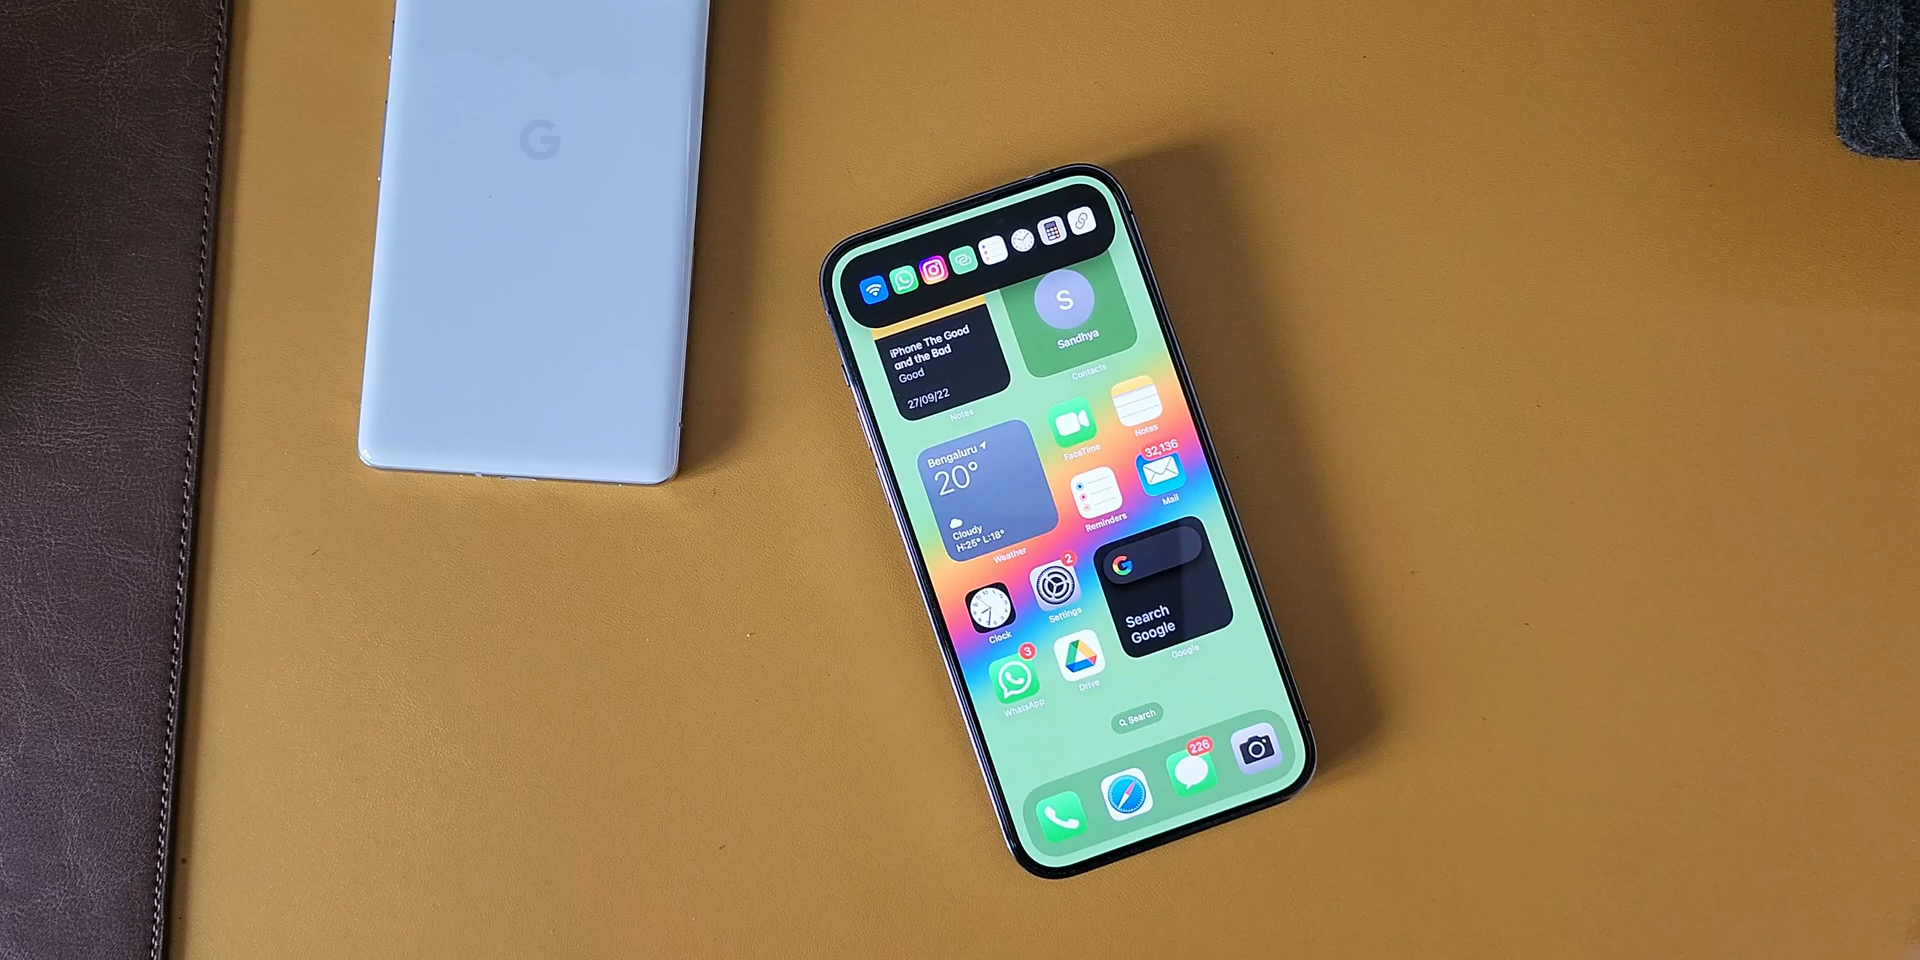 G
iPhone The Good
and the Bad
Good
27/09/22
Notes
S
Sandhya
Contacts
FaceTime
Notes
Bengaluru
20°
Cloudy
H:25° L:18°
Weather
Reminders
32,136
Mail
Clock
2
Settings
G
Search
Google
Google
3
WhatsApp
Drive
Search
226